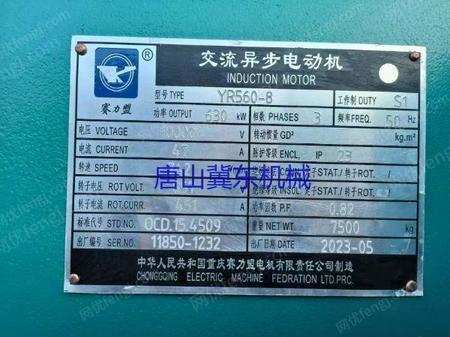 交流异步电动机
INDUCTION MOTOR
赛力盟 ®
型号 TYPE YR560-8 工作制 DUTY S1
功率 OUTPUT 630 kW 相数 PHASES 3 频率 FREQ. 50 Hz
电压 VOLTAGE 转动惯量 GD² kg.m²
电流 CURRENT 防护等级 ENCL. IP 23
转速 SPEED
转子电压 ROT.VOLT.
转子电流 ROT.CURR. 451 功率因数 P.F. 0.82
标准代号 STD.NO. OCD.15.4509 重量 NET WT. 7500 kg
出厂编号 SER.NO. 11850-1232 出厂日期 DATE 2023-05
唐山冀东机械
中华人民共和国重庆赛力盟电机有限责任公司制造
CHONGGQING ELECTRIC MACHINE FEDRATION LTD.PRC.